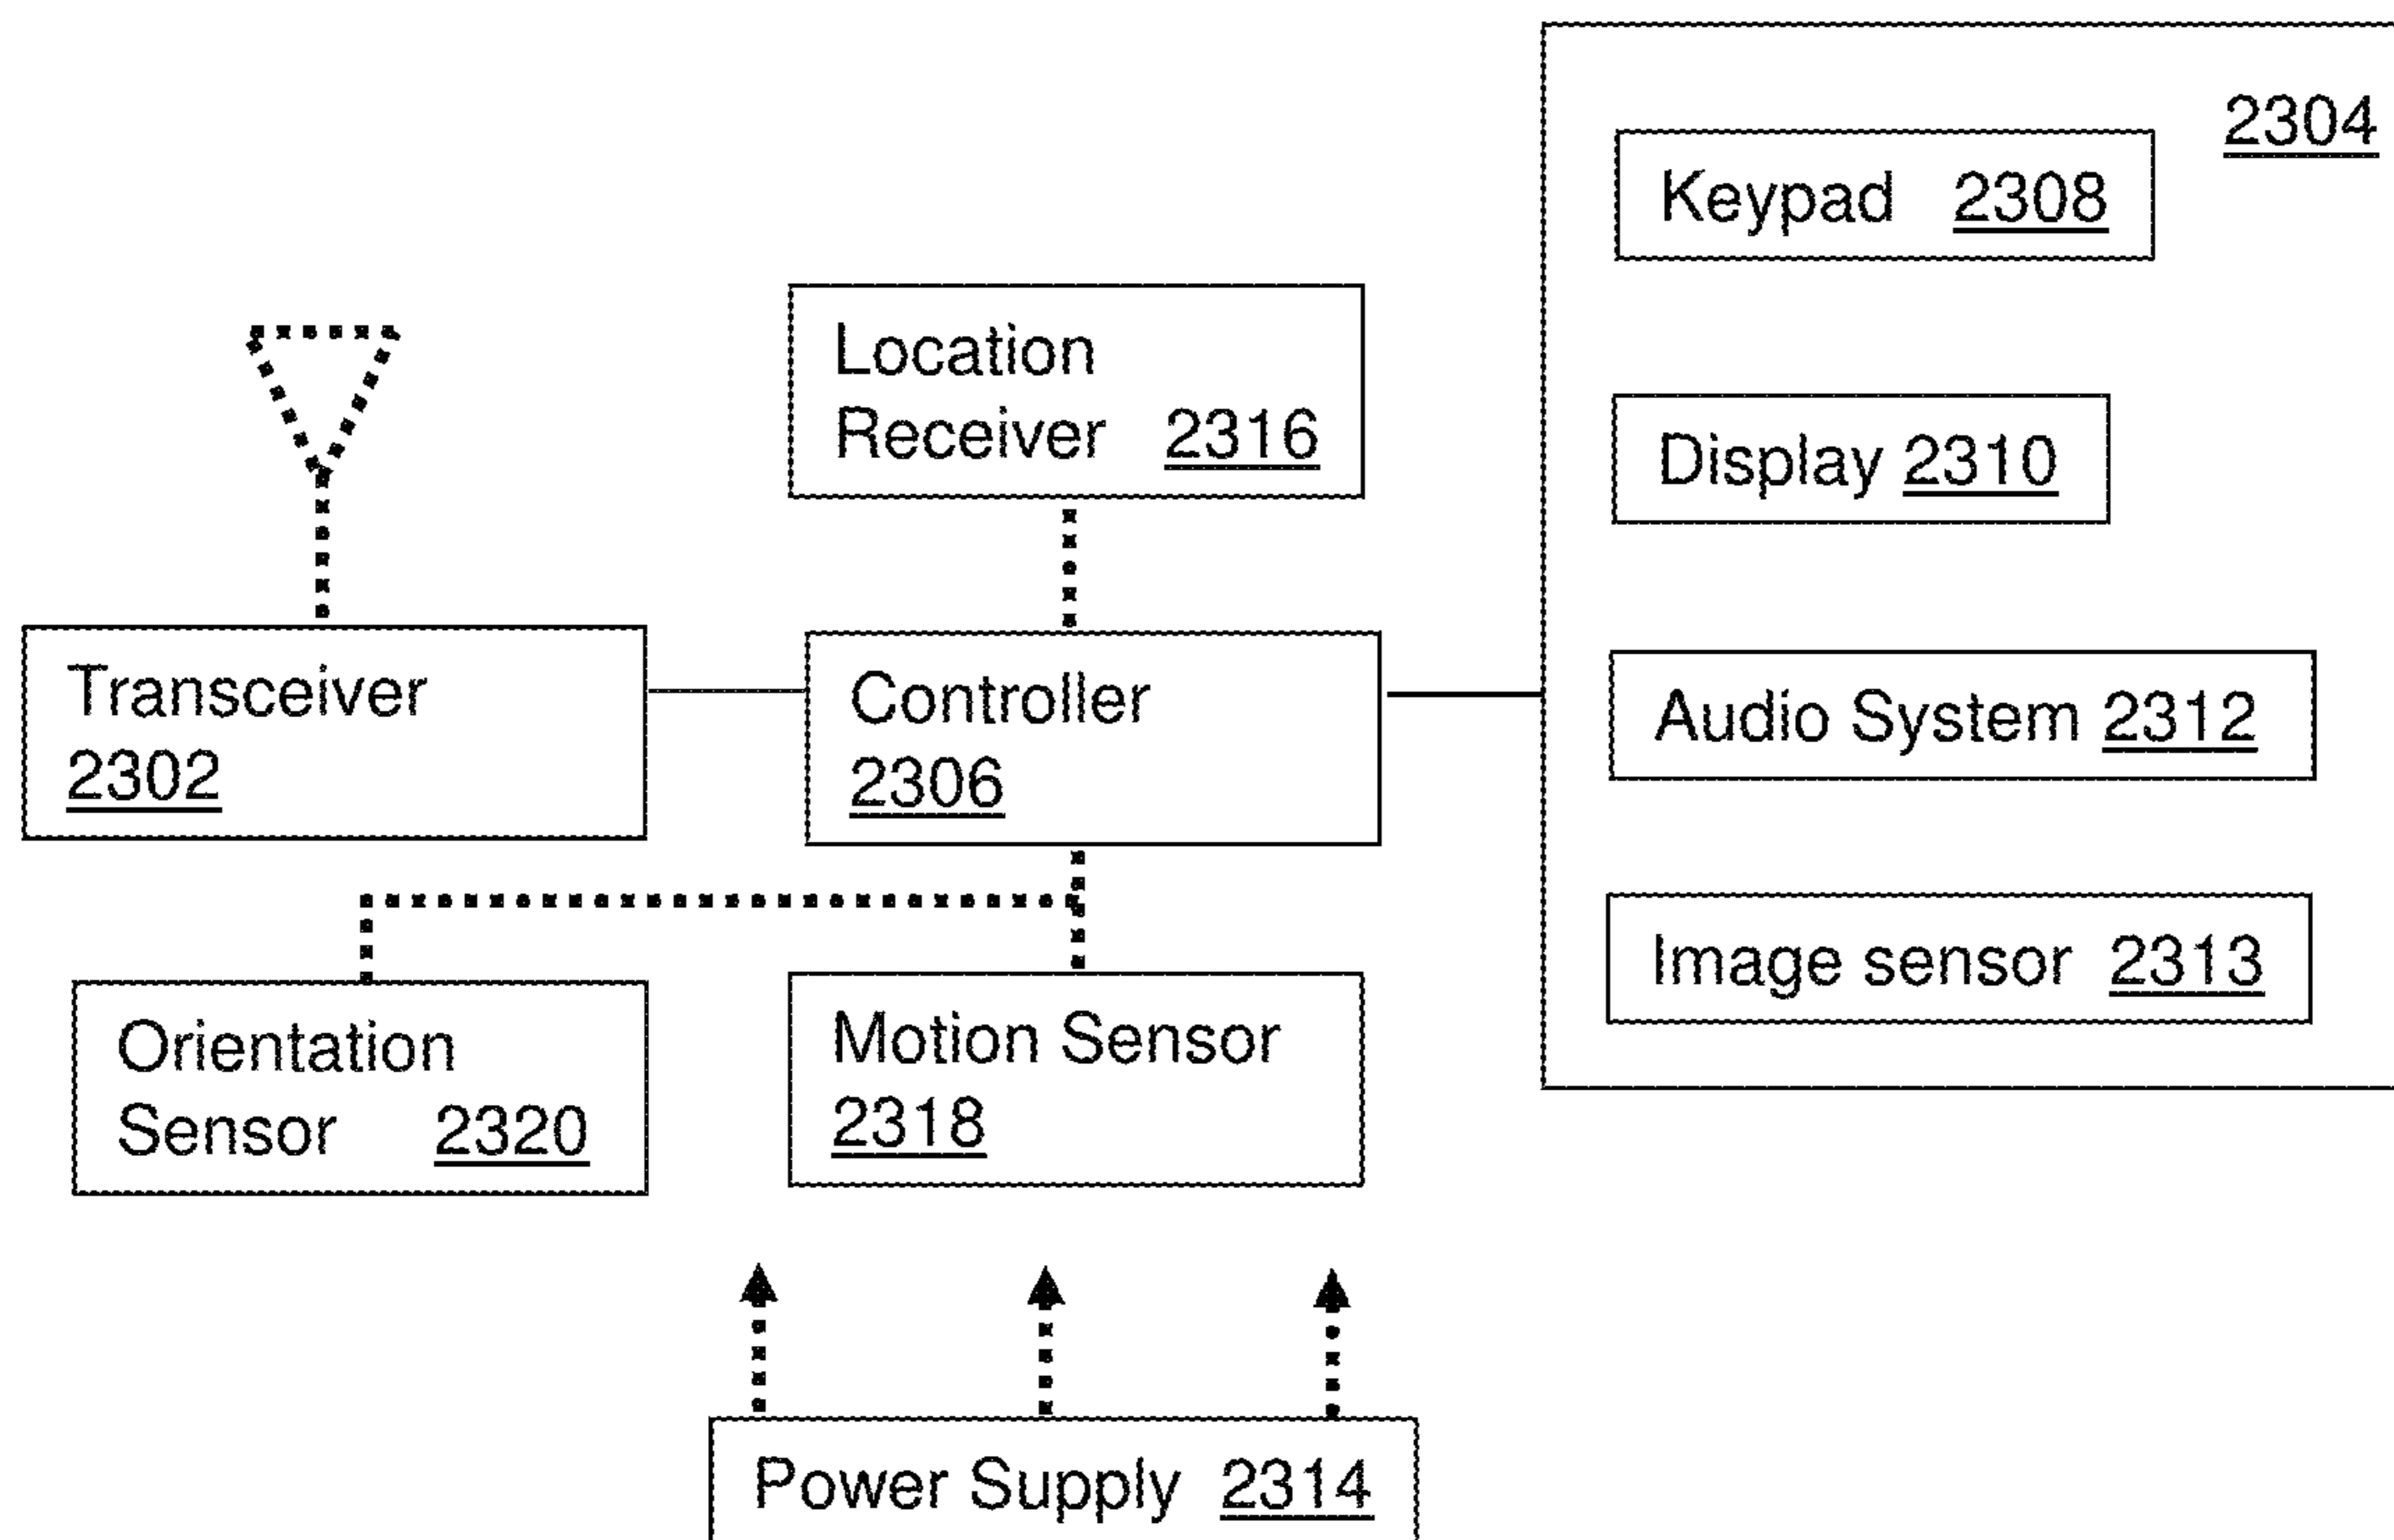 2304
Keypad 2308
Location
Receiver 2316
Display 2310
Transceiver
2302
Controller
2306
Audio System 2312
Image sensor 2313
Orientation
Sensor 2320
Motion Sensor
2318
Power Supply 2314